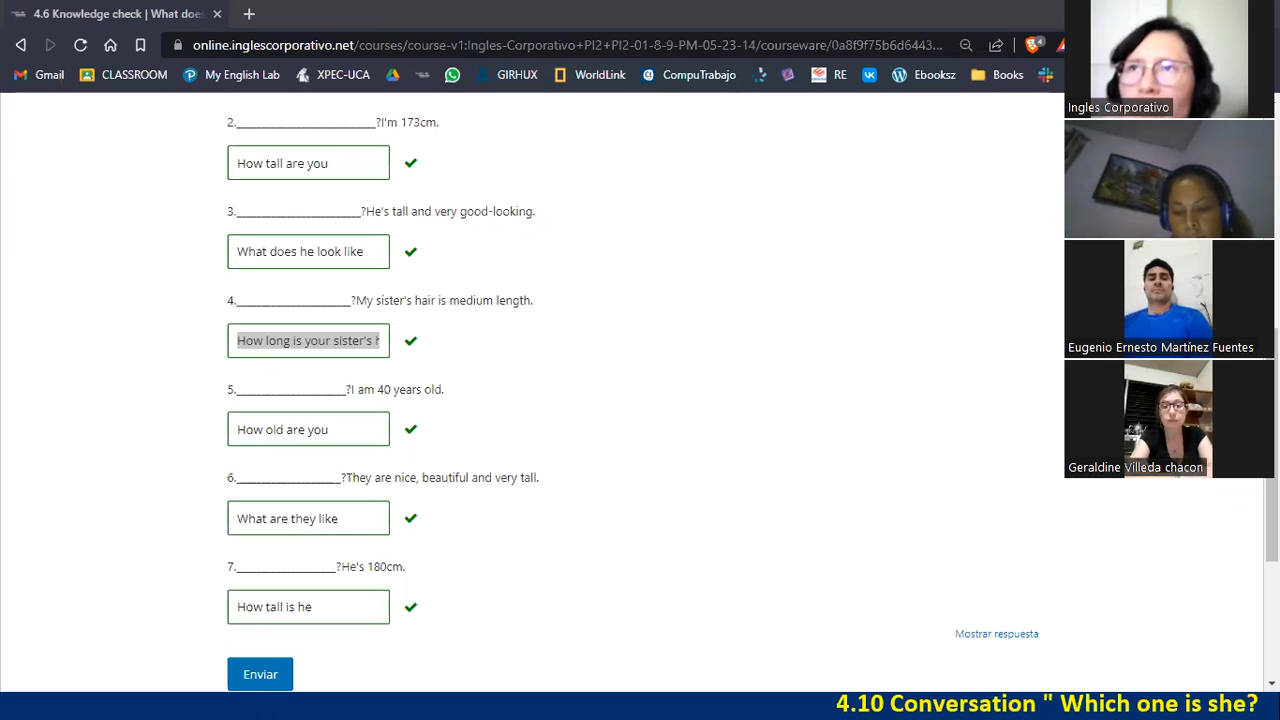 4.6 Knowledge check | What does
online.inglescorporativo.net/courses/course-v1:Ingles-Corporativo+PI2+PI2-01-8-9-PM-05-23-14/courseware/0a8f9f75b6d6443...
4
Gmail CLASSROOM My English Lab XPEC-UCA GIRHUX WorldLink CompuTrabajo RE VK Ebooksz Books
2.___________________________?I'm 173cm.
How tall are you
3.________________________?He's tall and very good-looking.
What does he look like
4.______________________?My sister's hair is medium length.
How long is your sister's h
5._____________________?I am 40 years old.
How old are you
6.____________________?They are nice, beautiful and very tall.
What are they like
7.___________________?He's 180cm.
How tall is he
Mostrar respuesta
Enviar
Ingles Corporativo
Eugenio Ernesto Martínez Fuentes
Geraldine Villeda chacon
4.10 Conversation " Which one is she?